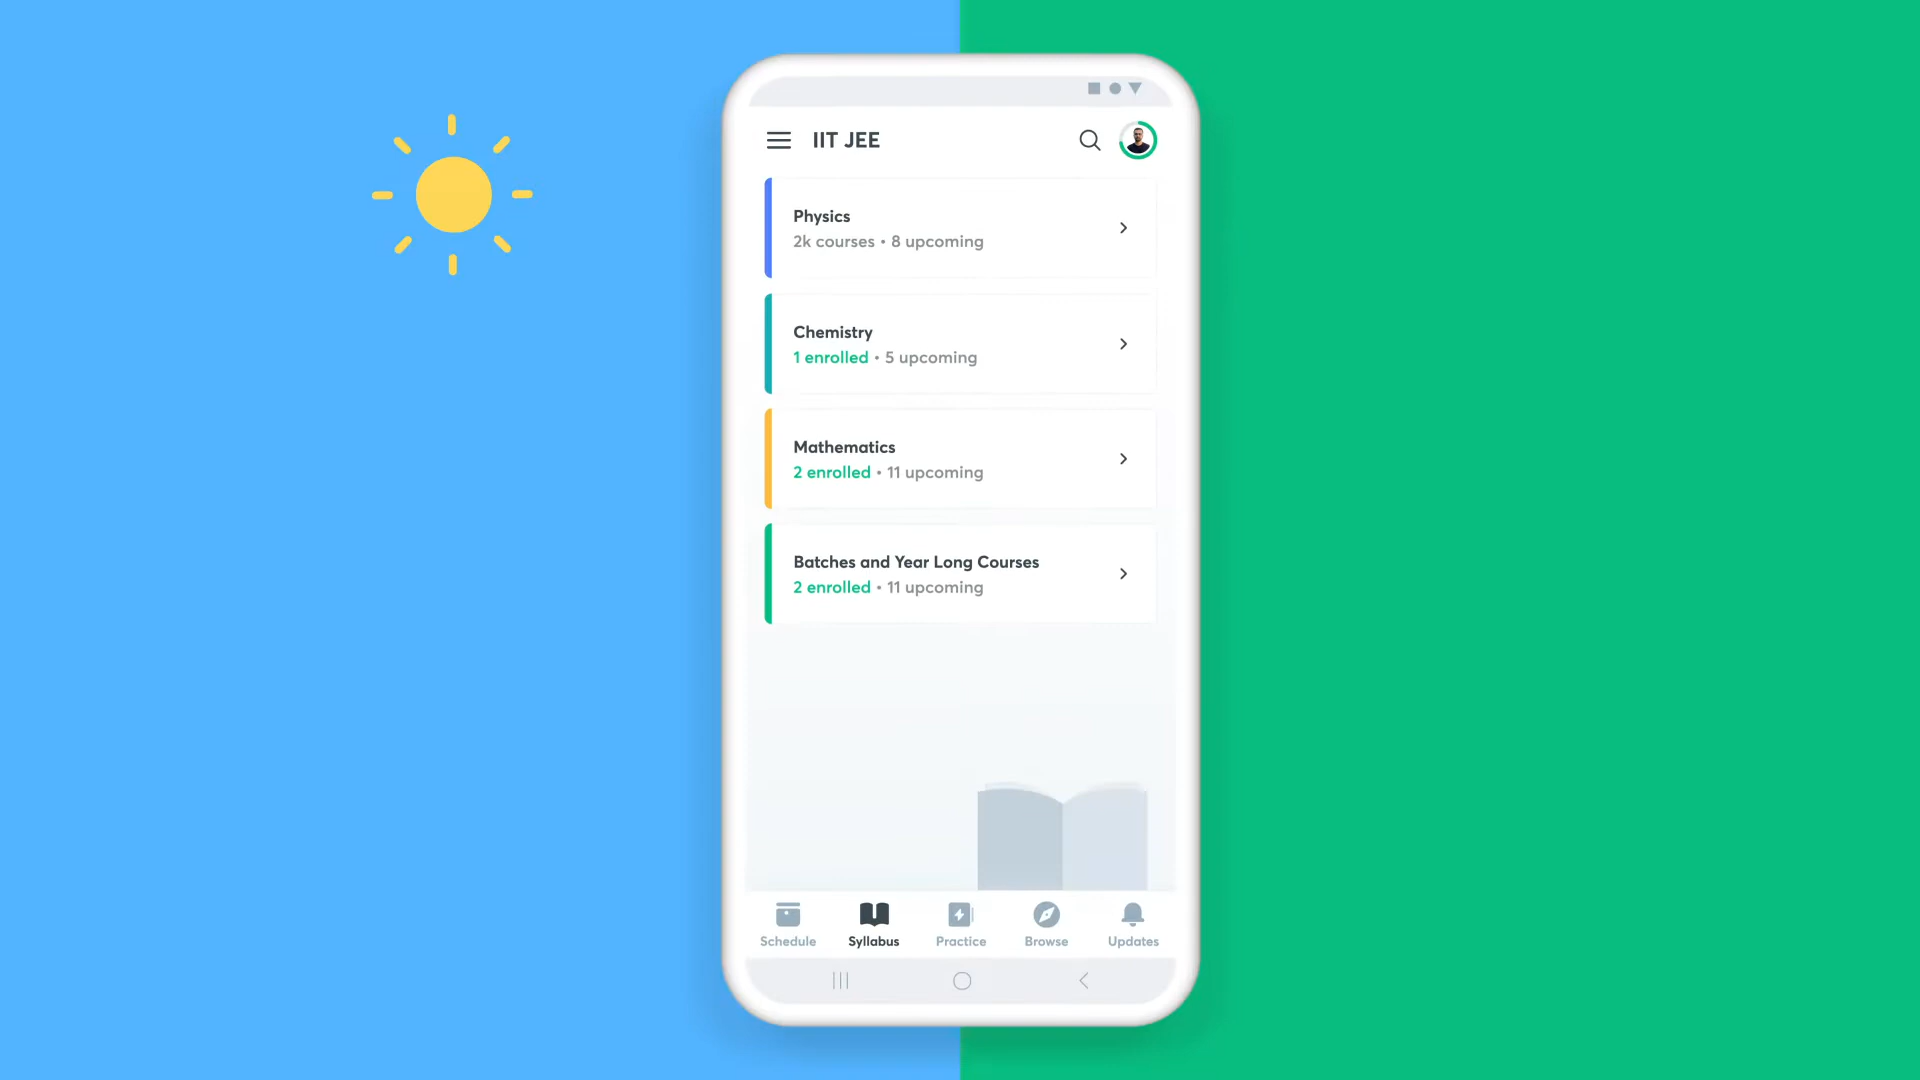 IIT JEE
Physics
2k courses • 8 upcoming
Chemistry
1 enrolled • 5 upcoming
Mathematics
2 enrolled • 11 upcoming
Batches and Year Long Courses
2 enrolled • 11 upcoming
Schedule Syllabus Practice Browse Updates